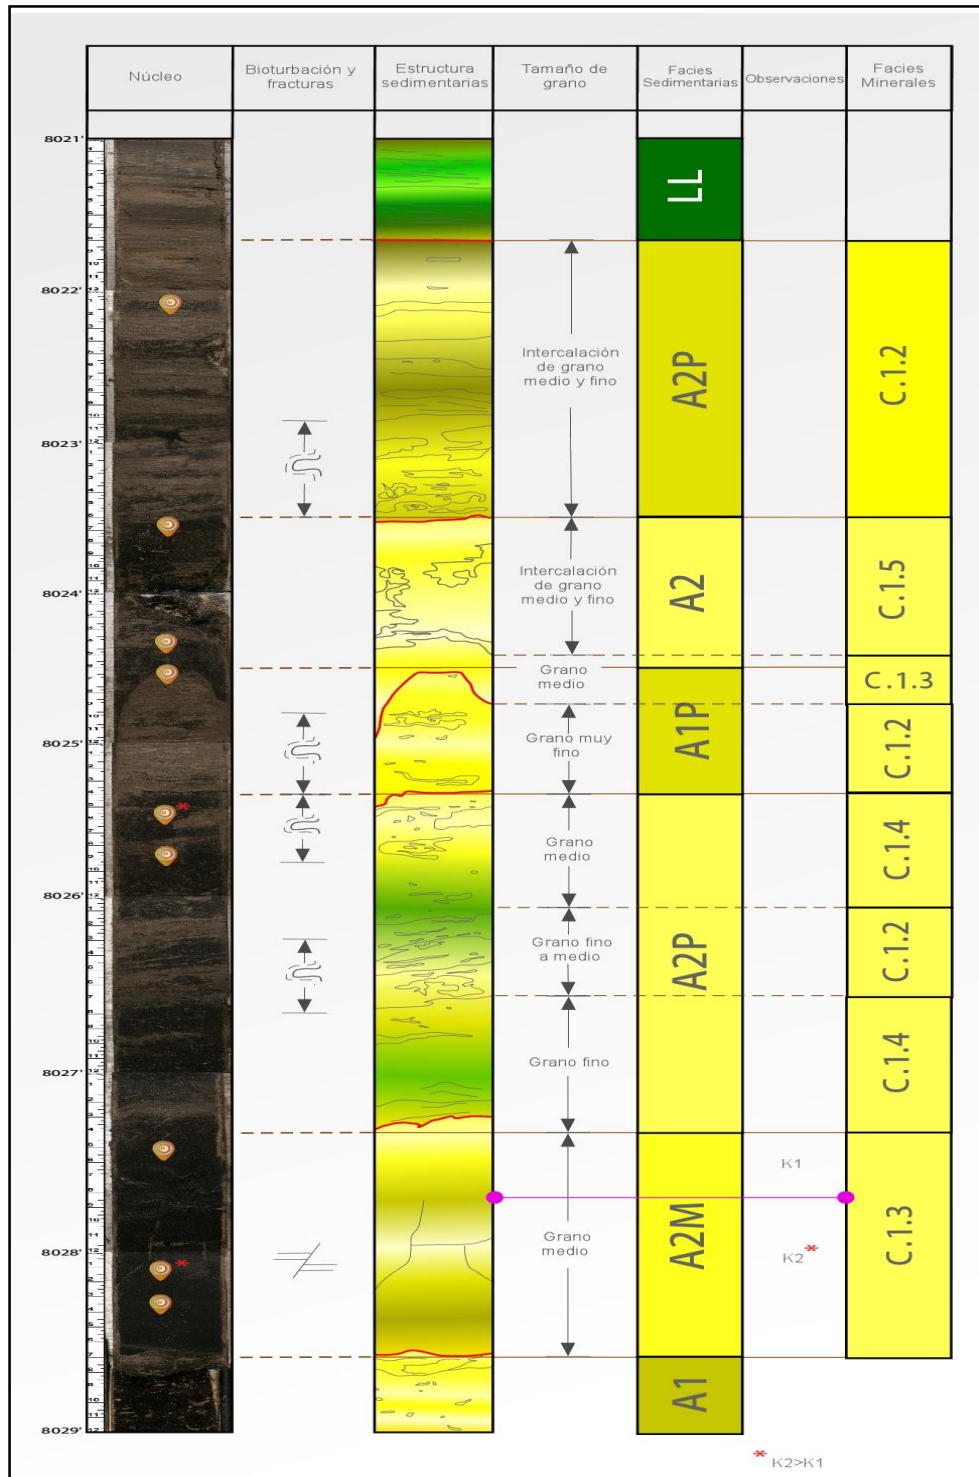 Núcleo
Bioturbación y
fracturas
Estructura
sedimentarias
Tamaño de
grano
Facies
Sedimentarias
Observaciones
Facies
Minerales
8021'
LL
8022'
Intercalación
de grano
medio y fino
A2P
C.1.2
8023'
Intercalación
de grano
medio y fino
A2
C.1.5
8024'
Grano
medio
C.1.3
A1P
8025'
Grano muy
fino
C.1.2
Grano
medio
C.1.4
8026'
Grano fino
a medio
A2P
C.1.2
8027'
Grano fino
C.1.4
K1
8028'
Grano
medio
A2M
K2*
C.1.3
A1
8029'
* K2>K1